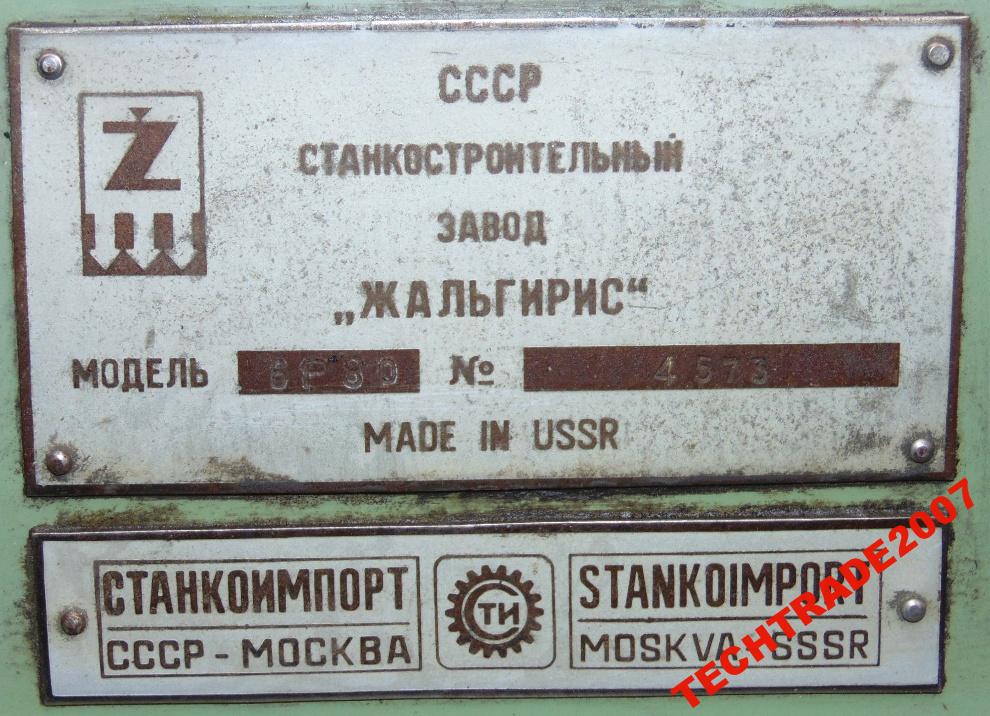 СССР
Ż
СТАНКОСТРОИТЕЛЬНЫЙ
ЗАВОД
„ЖАЛЬГИРИС“
МОДЕЛЬ 6Р80 № 4573
MADE IN USSR
СТАНКОИМПОРТ
СССР - МОСКВА
СТИ
STANKOIMPORT
MOSKVA - SSSR
TECHTRADE2007